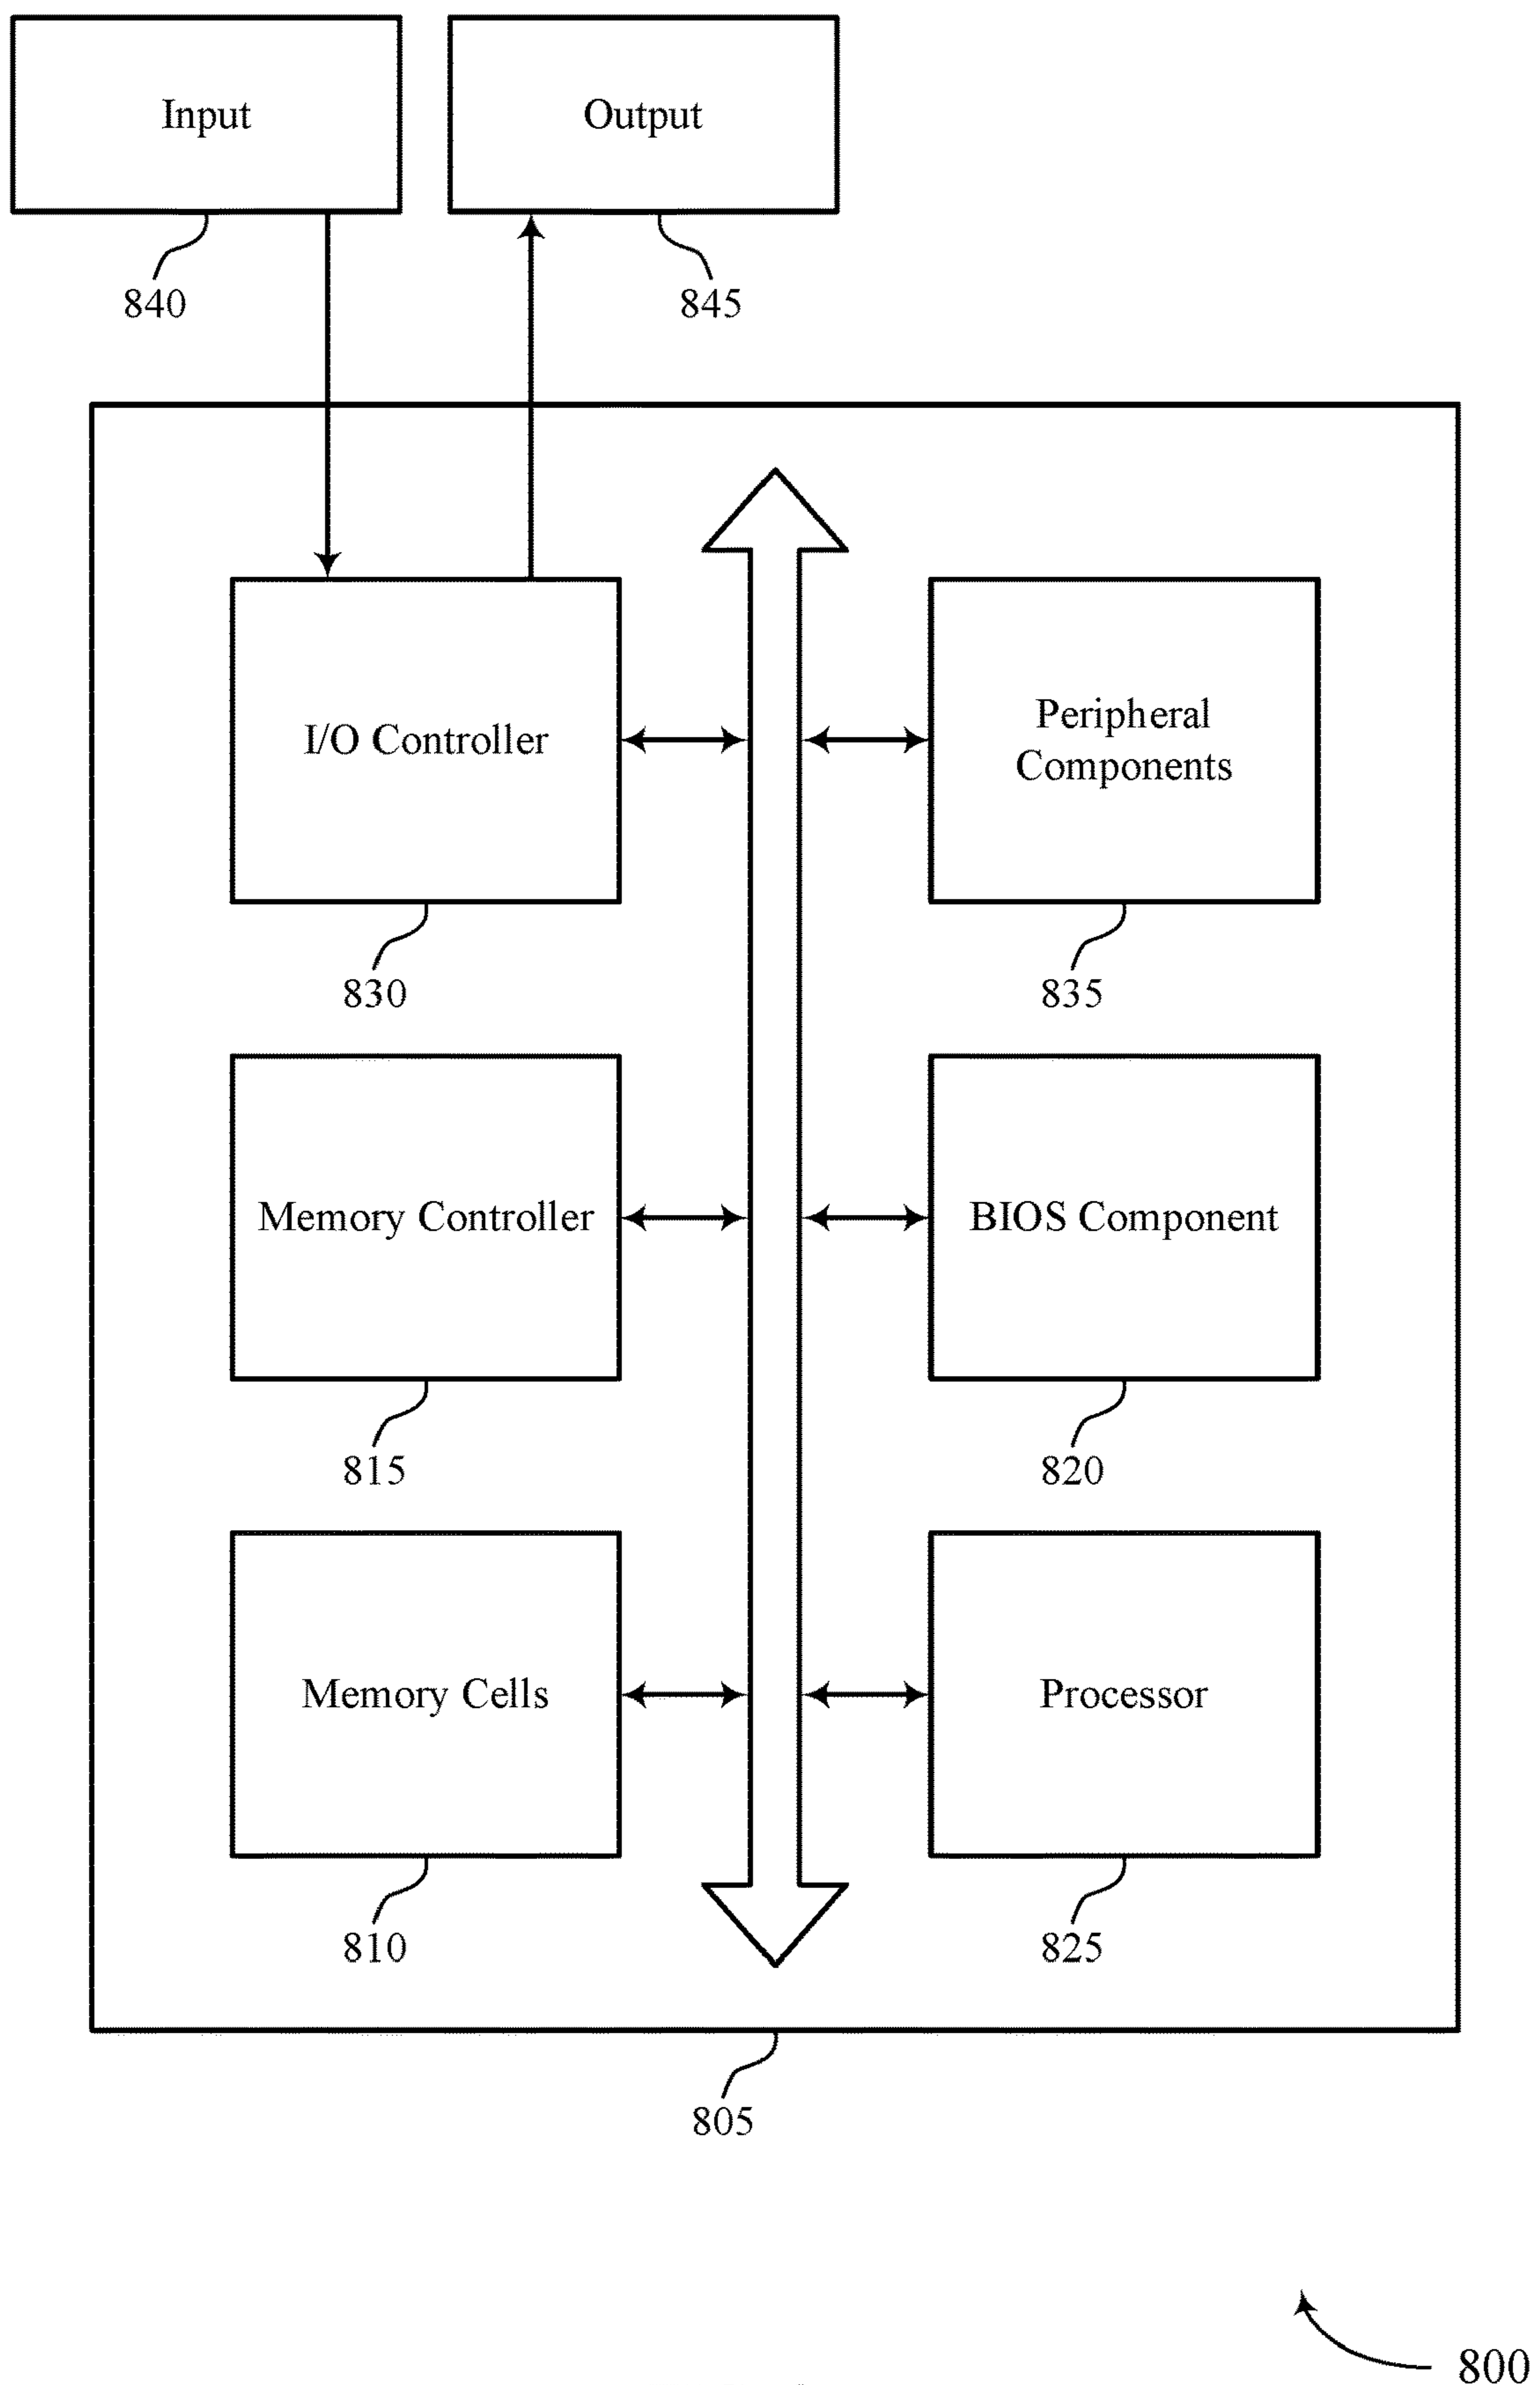 Input
Output
840
845
I/O Controller
Peripheral
Components
830
835
Memory Controller
BIOS Component
815
820
Memory Cells
Processor
810
825
805
800